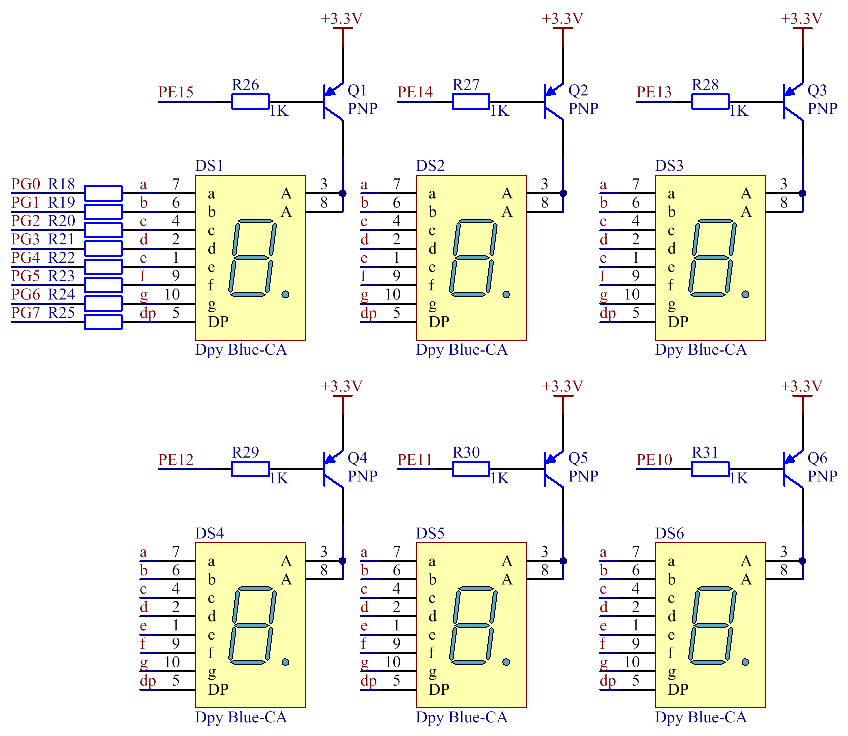 +3.3V +3.3V +3.3V
PE15 R26 1K Q1 PNP PE14 R27 1K Q2 PNP PE13 R28 1K Q3 PNP
DS1 DS2 DS3
PG0 R18 a 7 a A 3 a 7 a A 3 a 7 a A 3
PG1 R19 b 6 b A 8 b 6 b A 8 b 6 b A 8
PG2 R20 c 4 c c 4 c c 4 c
PG3 R21 d 2 d d 2 d d 2 d
PG4 R22 e 1 e e 1 e e 1 e
PG5 R23 f 9 f f 9 f f 9 f
PG6 R24 g 10 g g 10 g g 10 g
PG7 R25 dp 5 DP dp 5 DP dp 5 DP
Dpy Blue-CA Dpy Blue-CA Dpy Blue-CA
+3.3V +3.3V +3.3V
PE12 R29 1K Q4 PNP PE11 R30 1K Q5 PNP PE10 R31 1K Q6 PNP
DS4 DS5 DS6
a 7 a A 3 a 7 a A 3 a 7 a A 3
b 6 b A 8 b 6 b A 8 b 6 b A 8
c 4 c c 4 c c 4 c
d 2 d d 2 d d 2 d
e 1 e e 1 e e 1 e
f 9 f f 9 f f 9 f
g 10 g g 10 g g 10 g
dp 5 DP dp 5 DP dp 5 DP
Dpy Blue-CA Dpy Blue-CA Dpy Blue-CA